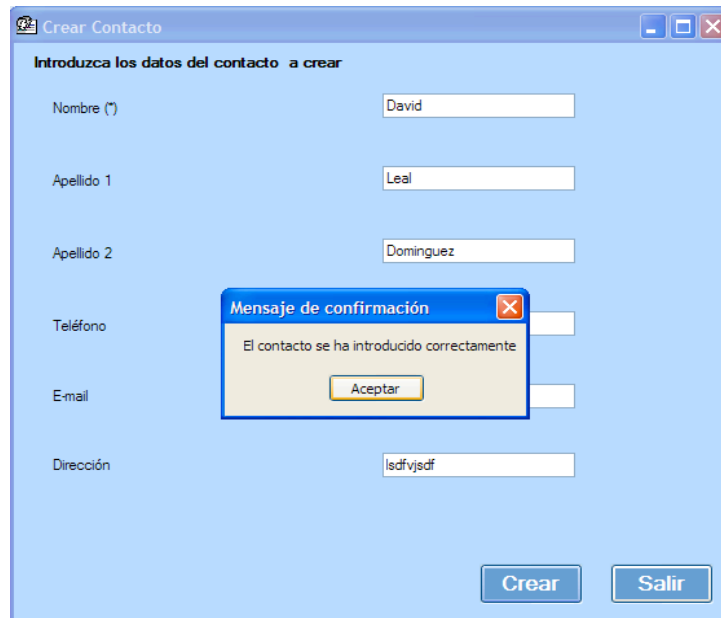 Crear Contacto
Introduzca los datos del contacto a crear
Nombre (*) David
Apellido 1 Leal
Apellido 2 Dominguez
Mensaje de confirmación
Teléfono
El contacto se ha introducido correctamente
Aceptar
E-mail
Dirección lsdfvjsdf
Crear Salir